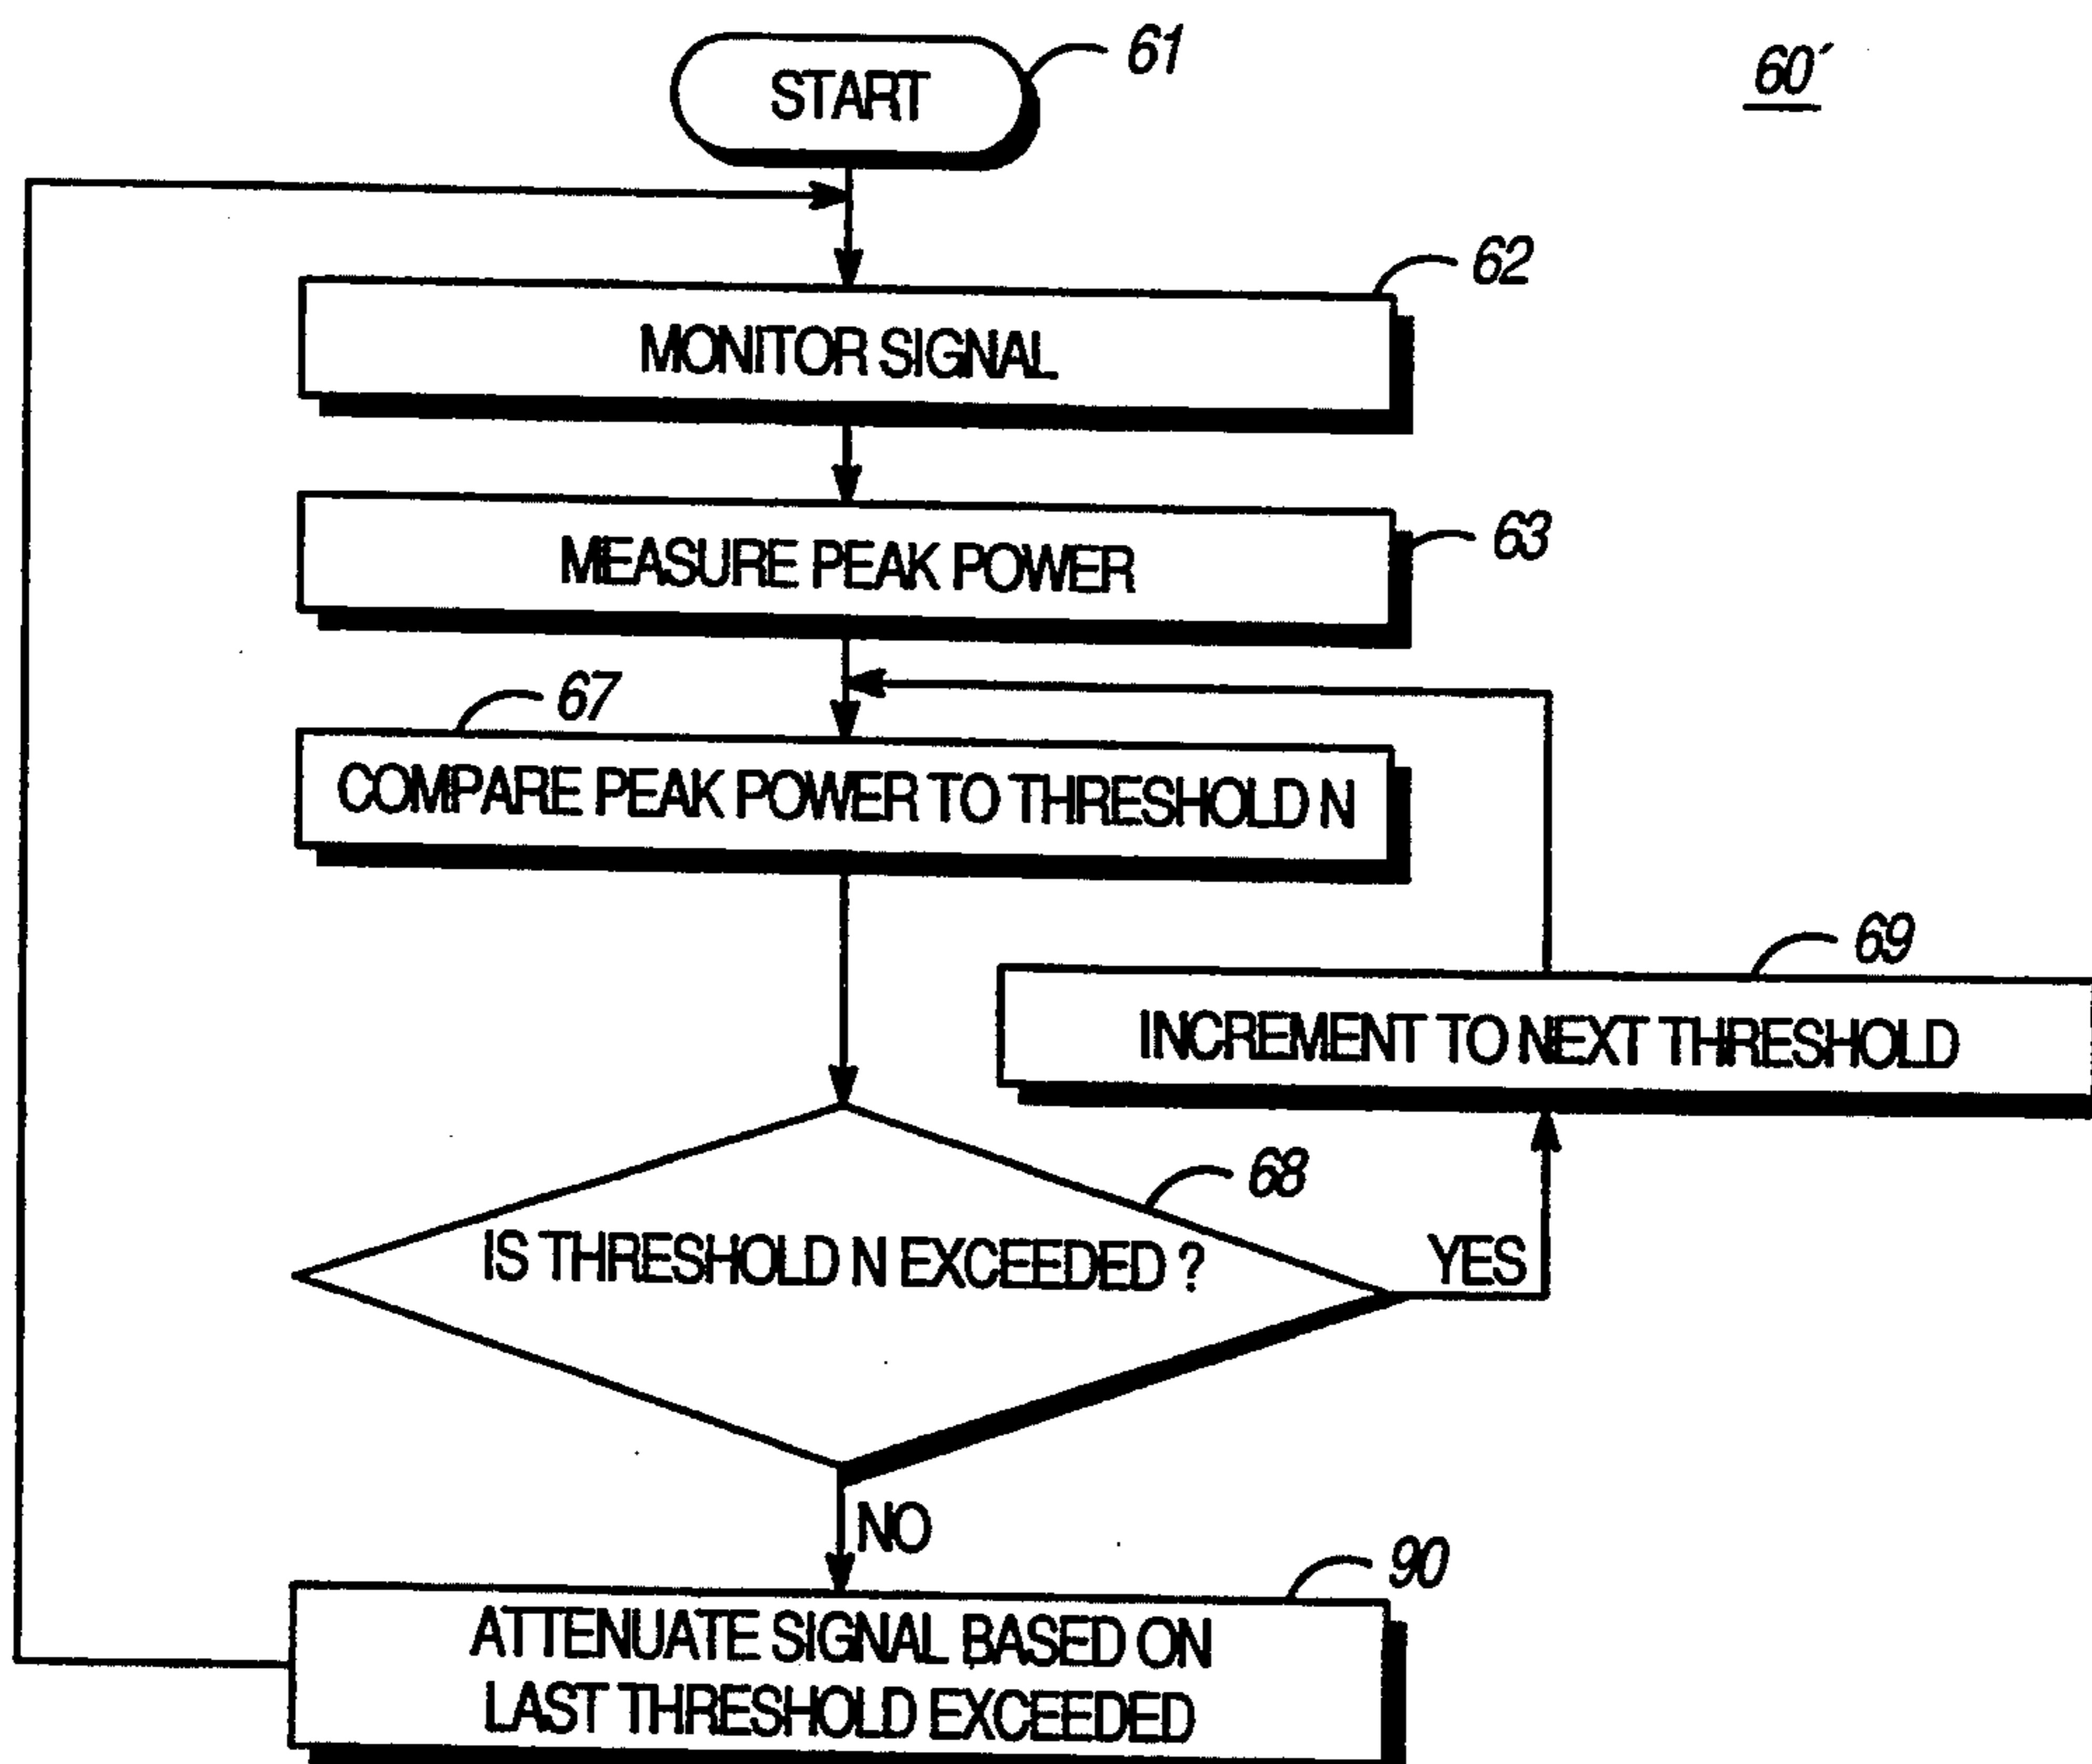 START
61
60'
MONITOR SIGNAL
62
MEASURE PEAK POWER
63
67
COMPARE PEAK POWER TO THRESHOLD N
69
INCREMENT TO NEXT THRESHOLD
68
IS THRESHOLD N EXCEEDED ?
YES
NO
90
ATTENUATE SIGNAL BASED ON
LAST THRESHOLD EXCEEDED